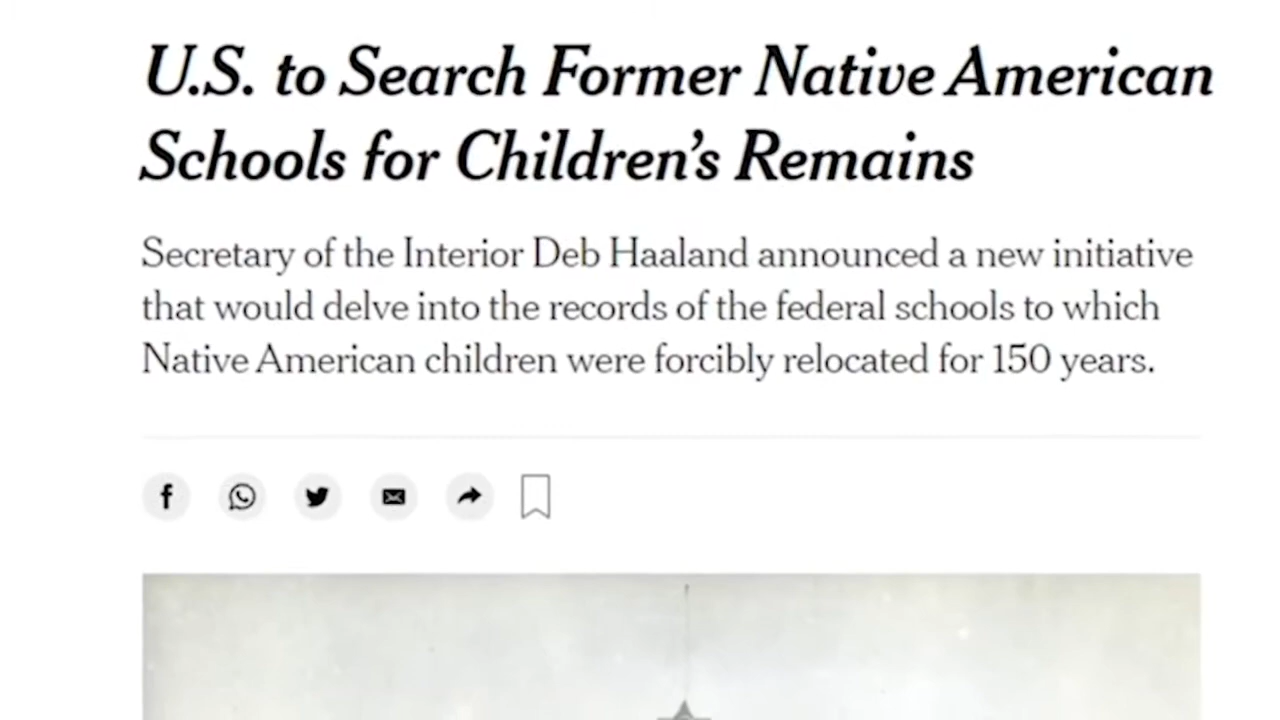 U.S. to Search Former Native American
Schools for Children’s Remains
Secretary of the Interior Deb Haaland announced a new initiative
that would delve into the records of the federal schools to which
Native American children were forcibly relocated for 150 years.